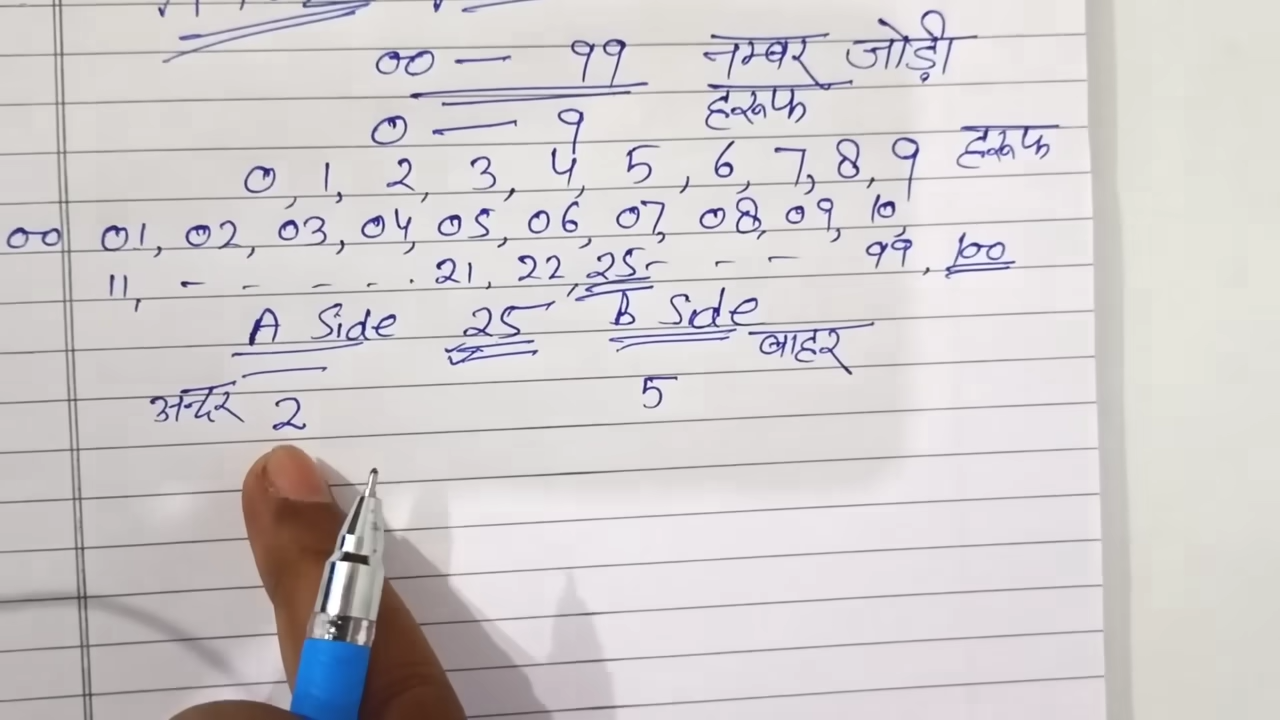 00 — 99 नम्बर जोड़ी
0 — 9 हरूफ
0, 1, 2, 3, 4, 5, 6, 7, 8, 9 हरूफ
00 01, 02, 03, 04, 05, 06, 07, 08, 09, 10,
11, - - - - . 21, 22, 25 - - - 99, 100
A Side 25 B Side
बाहर
अन्दर 2 5